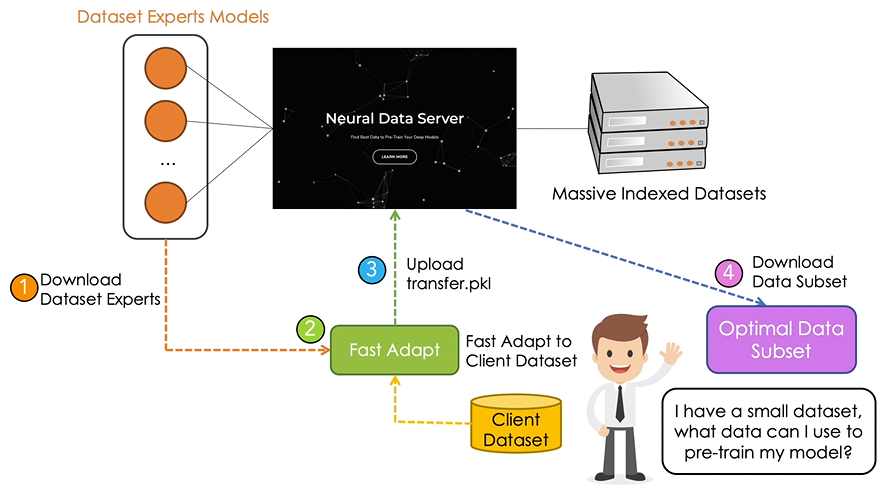 Dataset Experts Models
...
Neural Data Server
Find Best Data to Pre-Train Your Deep Models
LEARN MORE
Massive Indexed Datasets
1
Download
Dataset Experts
3
Upload
transfer.pkl
4
Download
Data Subset
2
Fast Adapt
Fast Adapt to
Client Dataset
Optimal Data
Subset
Client
Dataset
I have a small dataset,
what data can I use to
pre-train my model?